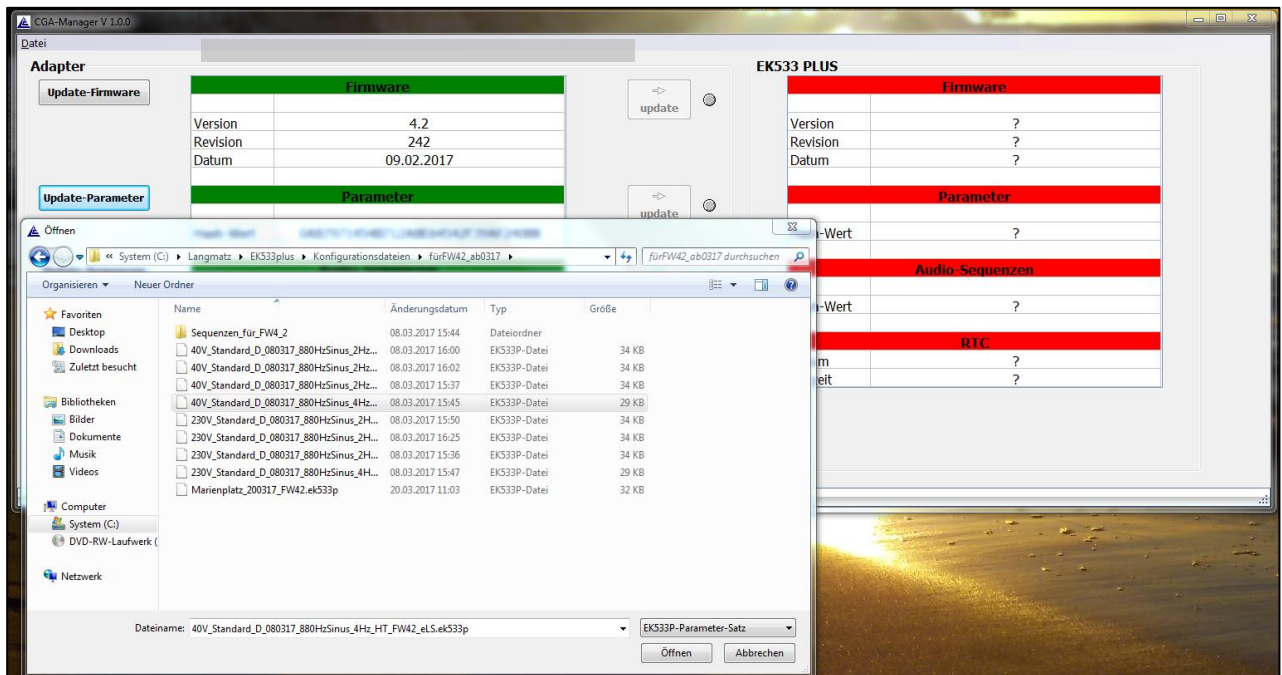 CGA-Manager V 1.0.0
Datei
Adapter
EK533 PLUS
Update-Firmware
Firmware
update
Firmware
Version 4.2
Version ?
Revision 242
Revision ?
Datum 09.02.2017
Datum ?
Update-Parameter
Parameter
update
Parameter
Öffnen
-Wert ?
« System (C:) ▸ Langmatz ▸ EK533plus ▸ Konfigurationsdateien ▸ fürFW42_ab0317 ▸
fürFW42_ab0317 durchsuchen
Audio-Sequenzen
Organisieren Neuer Ordner
-Wert ?
RTC
m ?
eit ?
Favoriten
Desktop
Downloads
Zuletzt besucht
Bibliotheken
Bilder
Dokumente
Musik
Videos
Computer
System (C:)
DVD-RW-Laufwerk (
Netzwerk
Name Änderungsdatum Typ Größe
Sequenzen_für_FW4_2 08.03.2017 15:44 Dateiordner
40V_Standard_D_080317_880HzSinus_2Hz... 08.03.2017 16:00 EK533P-Datei 34 KB
40V_Standard_D_080317_880HzSinus_2Hz... 08.03.2017 16:02 EK533P-Datei 34 KB
40V_Standard_D_080317_880HzSinus_2Hz... 08.03.2017 15:37 EK533P-Datei 34 KB
40V_Standard_D_080317_880HzSinus_4Hz... 08.03.2017 15:45 EK533P-Datei 29 KB
230V_Standard_D_080317_880HzSinus_2H... 08.03.2017 15:50 EK533P-Datei 34 KB
230V_Standard_D_080317_880HzSinus_2H... 08.03.2017 16:25 EK533P-Datei 34 KB
230V_Standard_D_080317_880HzSinus_2H... 08.03.2017 15:36 EK533P-Datei 34 KB
230V_Standard_D_080317_880HzSinus_4H... 08.03.2017 15:47 EK533P-Datei 29 KB
Marienplatz_200317_FW42.ek533p 20.03.2017 11:03 EK533P-Datei 32 KB
Dateiname: 40V_Standard_D_080317_880HzSinus_4Hz_HT_FW42_eLS.ek533p
EK533P-Parameter-Satz
Öffnen Abbrechen